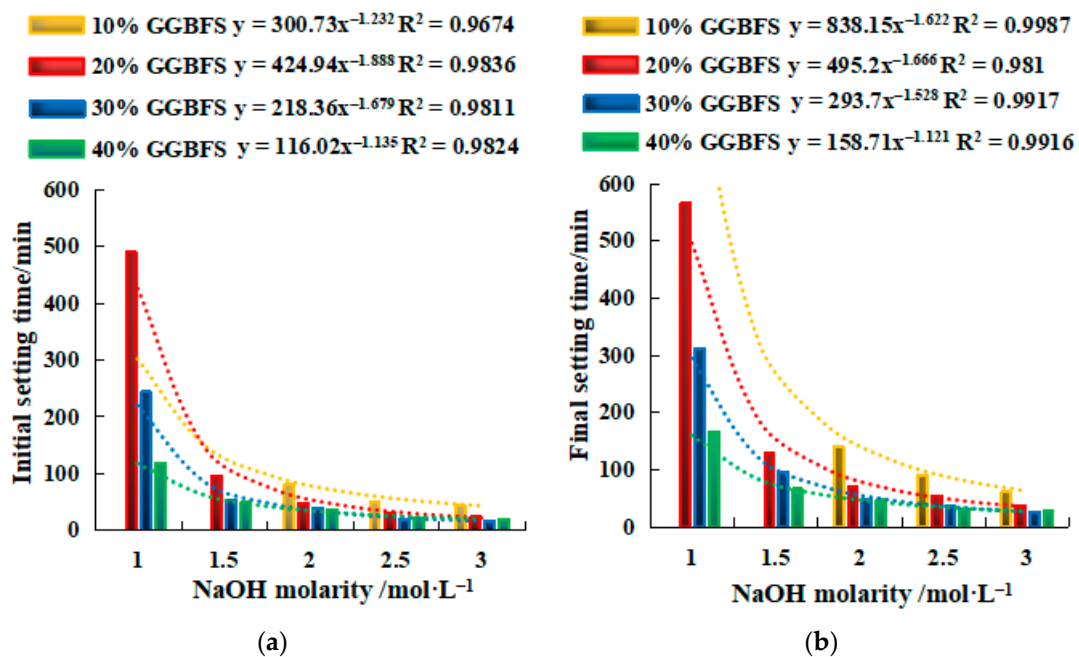 10% GGBFS y = 300.73x⁻¹·²³² R² = 0.9674
20% GGBFS y = 424.94x⁻¹·⁸⁸⁸ R² = 0.9836
30% GGBFS y = 218.36x⁻¹·⁶⁷⁹ R² = 0.9811
40% GGBFS y = 116.02x⁻¹·¹³⁵ R² = 0.9824
Initial setting time/min
600
500
400
300
200
100
0
1 1.5 2 2.5 3
NaOH molarity /mol·L⁻¹
(a)
10% GGBFS y = 838.15x⁻¹·⁶²² R² = 0.9987
20% GGBFS y = 495.2x⁻¹·⁶⁶⁶ R² = 0.981
30% GGBFS y = 293.7x⁻¹·⁵²⁸ R² = 0.9917
40% GGBFS y = 158.71x⁻¹·¹²¹ R² = 0.9916
Final setting time/min
600
500
400
300
200
100
0
1 1.5 2 2.5 3
NaOH molarity /mol·L⁻¹
(b)